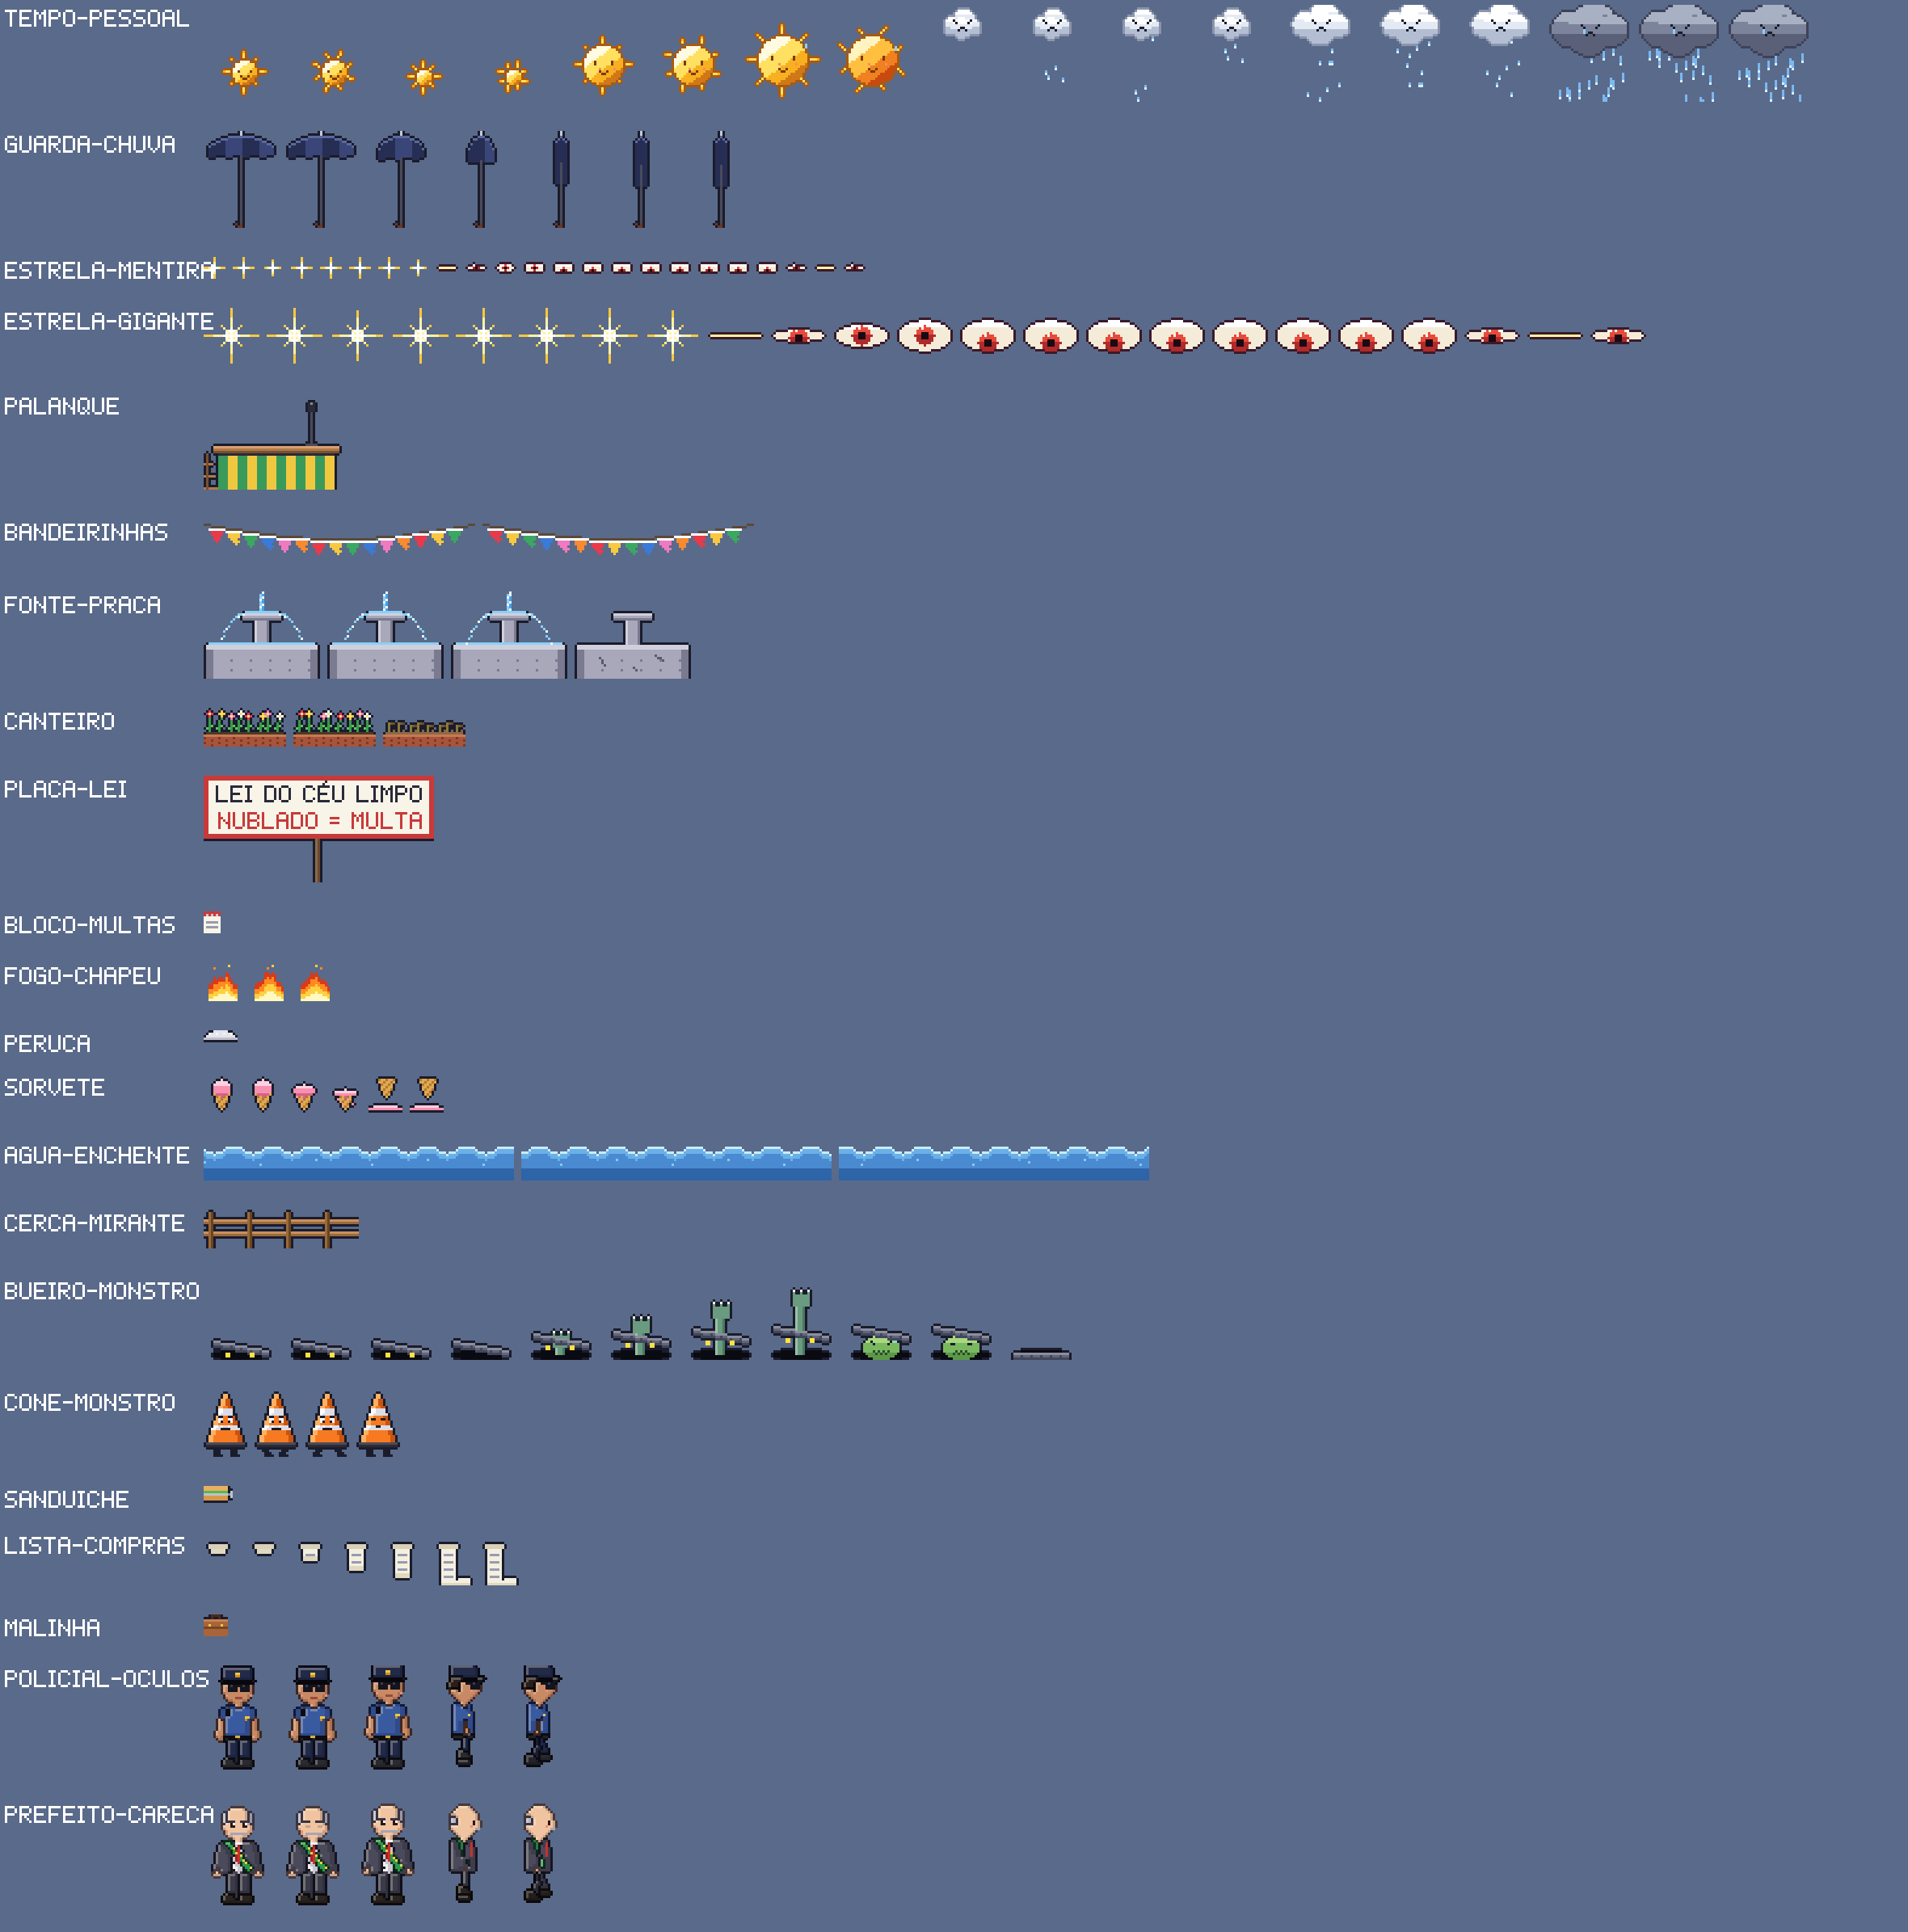 TEMPO-PESSOAL
GUARDA-CHUVA
ESTRELA-MENTIRA
ESTRELA-GIGANTE
PALANQUE
BANDEIRINHAS
FONTE-PRACA
CANTEIRO
PLACA-LEI
LEI DO CÉU LIMPO
NUBLADO = MULTA
BLOCO-MULTAS
FOGO-CHAPEU
PERUCA
SORVETE
AGUA-ENCHENTE
CERCA-MIRANTE
BUEIRO-MONSTRO
CONE-MONSTRO
SANDUICHE
LISTA-COMPRAS
MALINHA
POLICIAL-OCULOS
PREFEITO-CARECA